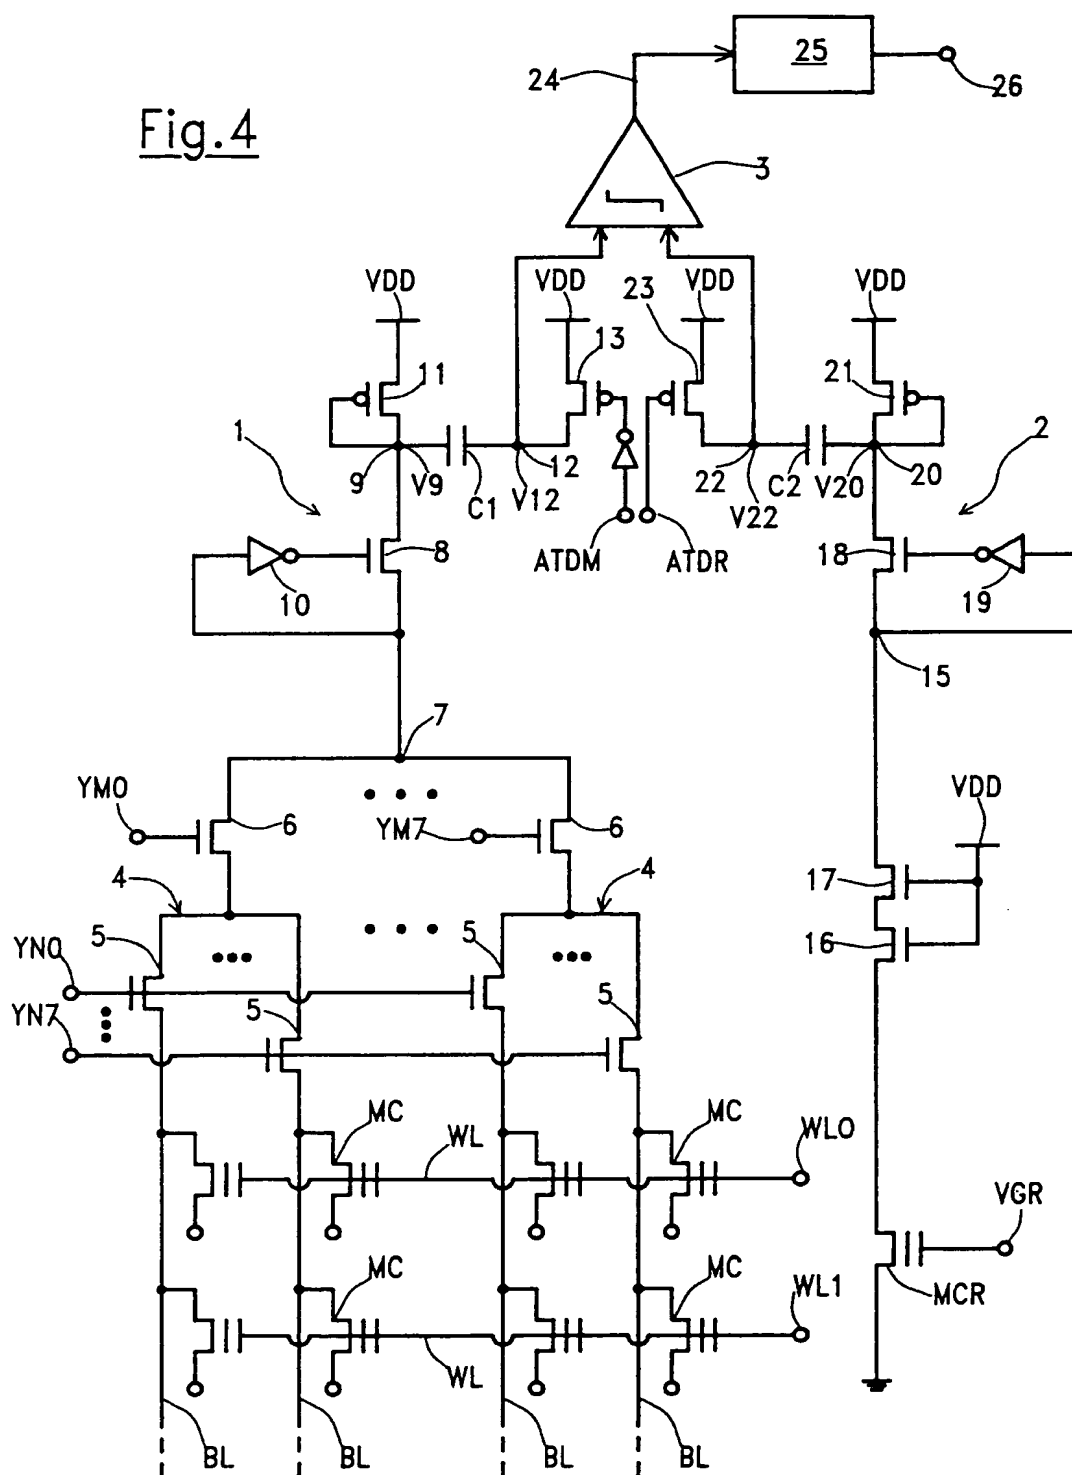 25
24
26
Fig.4
3
VDD
VDD
VDD
VDD
23
13
11
21
1
2
9
V9
C1
12
V12
22
V22
C2
V20
20
8
10
ATDM
ATDR
18
19
15
7
YM0
6
YM7
6
VDD
4
4
17
16
5
5
YN0
YN7
5
5
MC
WL
MC
WL0
VGR
MC
MC
WL1
MCR
WL
BL
BL
BL
BL